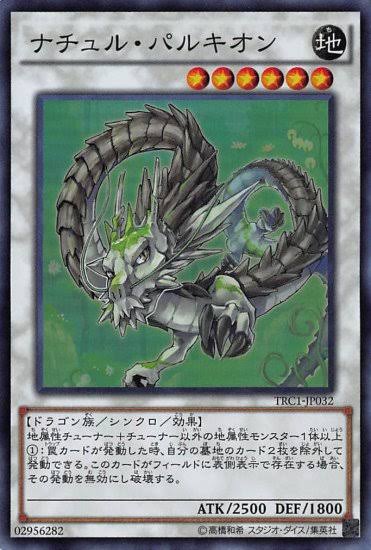 ナチュル・パルキオン
地
TRC1-JP032
【ドラゴン族/シンクロ/効果】
地属性チューナー+チューナー以外の地属性モンスター1体以上
①:罠カードが発動した時、自分の墓地のカード2枚を除外して
発動できる。このカードがフィールドに表側表示で存在する場合、
その発動を無効にし破壊する。
ATK/2500 DEF/1800
02956282
©高橋和希 スタジオ・ダイス/集英社